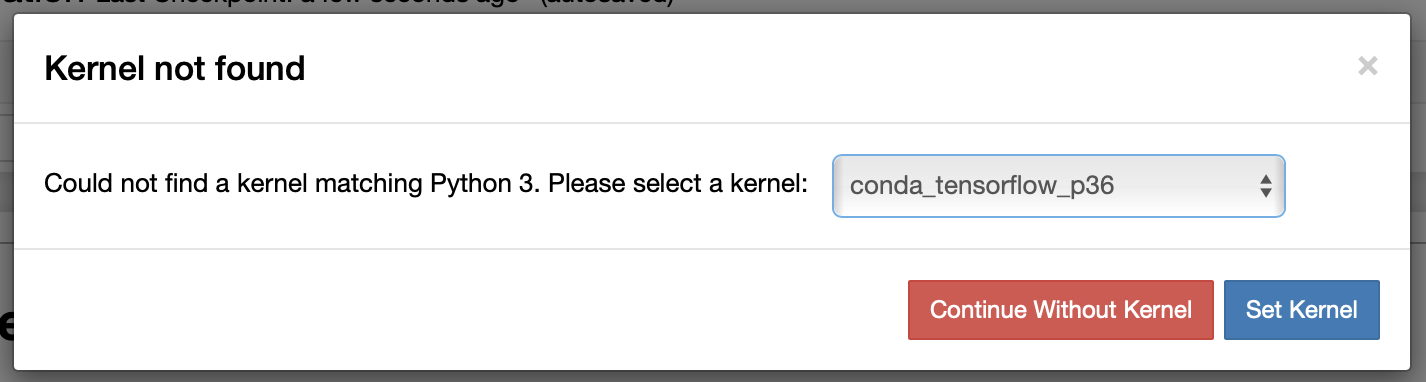 Last Checkpoint: a few seconds ago (autosaved)
Kernel not found
×
Could not find a kernel matching Python 3. Please select a kernel: conda_tensorflow_p36
Continue Without Kernel Set Kernel